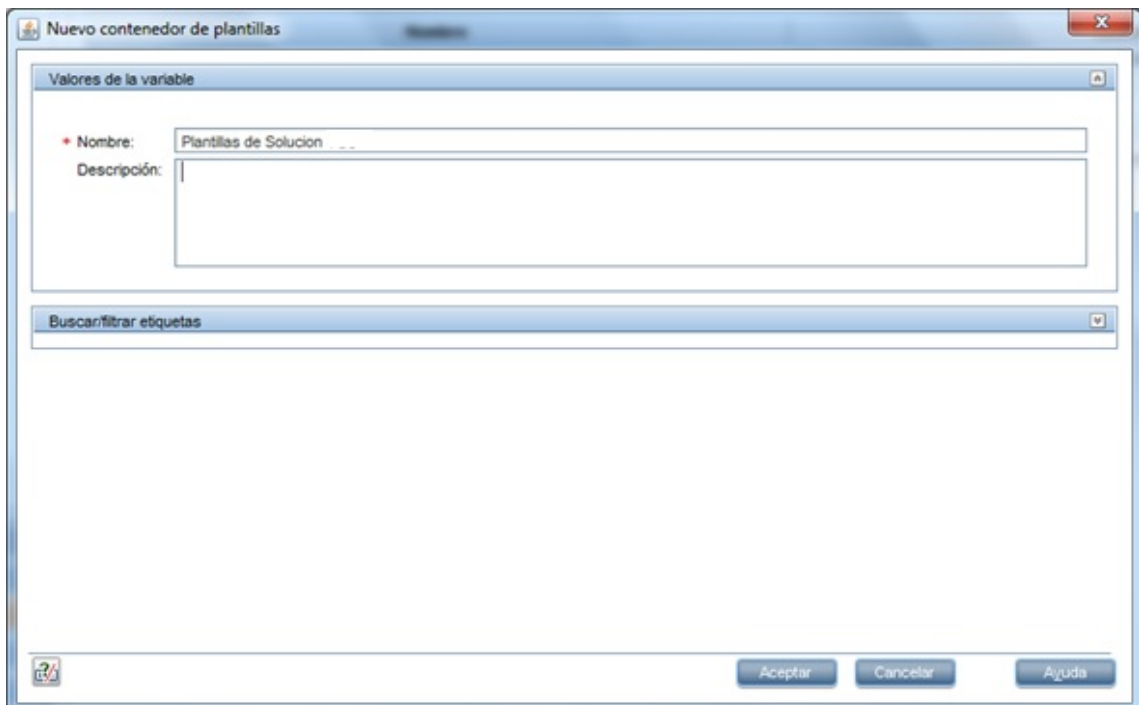 Nuevo contenedor de plantillas
Valores de la variable
* Nombre: Plantillas de Solucion
Descripción:
Buscar/filtrar etiquetas
Aceptar Cancelar Ayuda